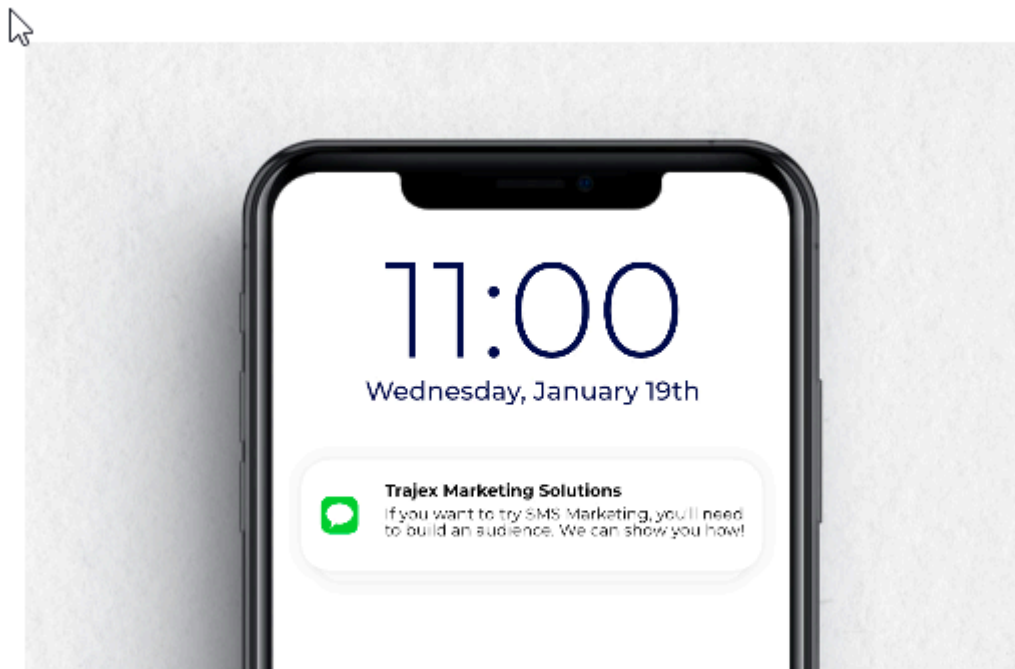 11:00
Wednesday, January 19th
Trajex Marketing Solutions
If you want to try SMS Marketing, you'll need
to build an audience. We can show you how!